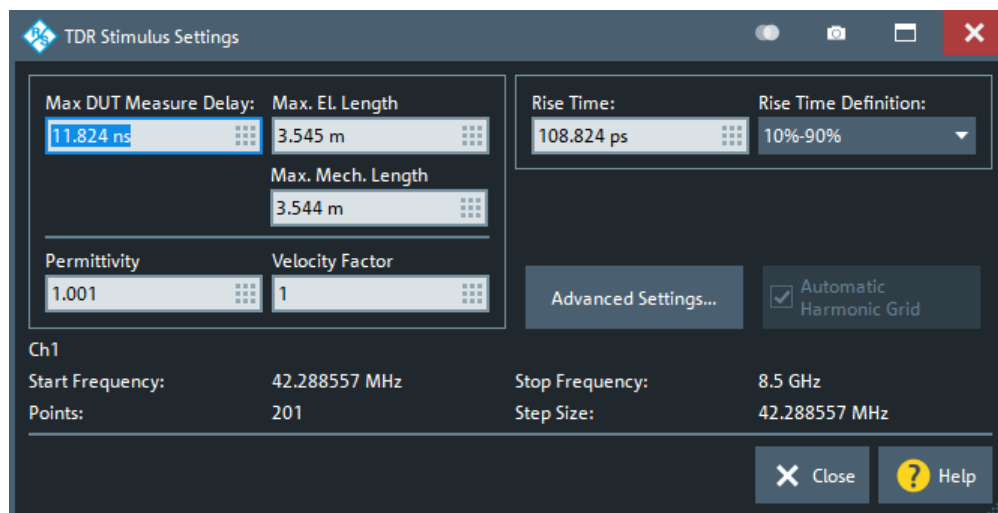 TDR Stimulus Settings
Max DUT Measure Delay: Max. El. Length
11.824 ns 3.545 m
Max. Mech. Length
3.544 m
Permittivity Velocity Factor
1.001 1
Rise Time: Rise Time Definition:
108.824 ps 10%-90%
Advanced Settings...
Automatic
Harmonic Grid
Ch1
Start Frequency: 42.288557 MHz Stop Frequency: 8.5 GHz
Points: 201 Step Size: 42.288557 MHz
Close ? Help